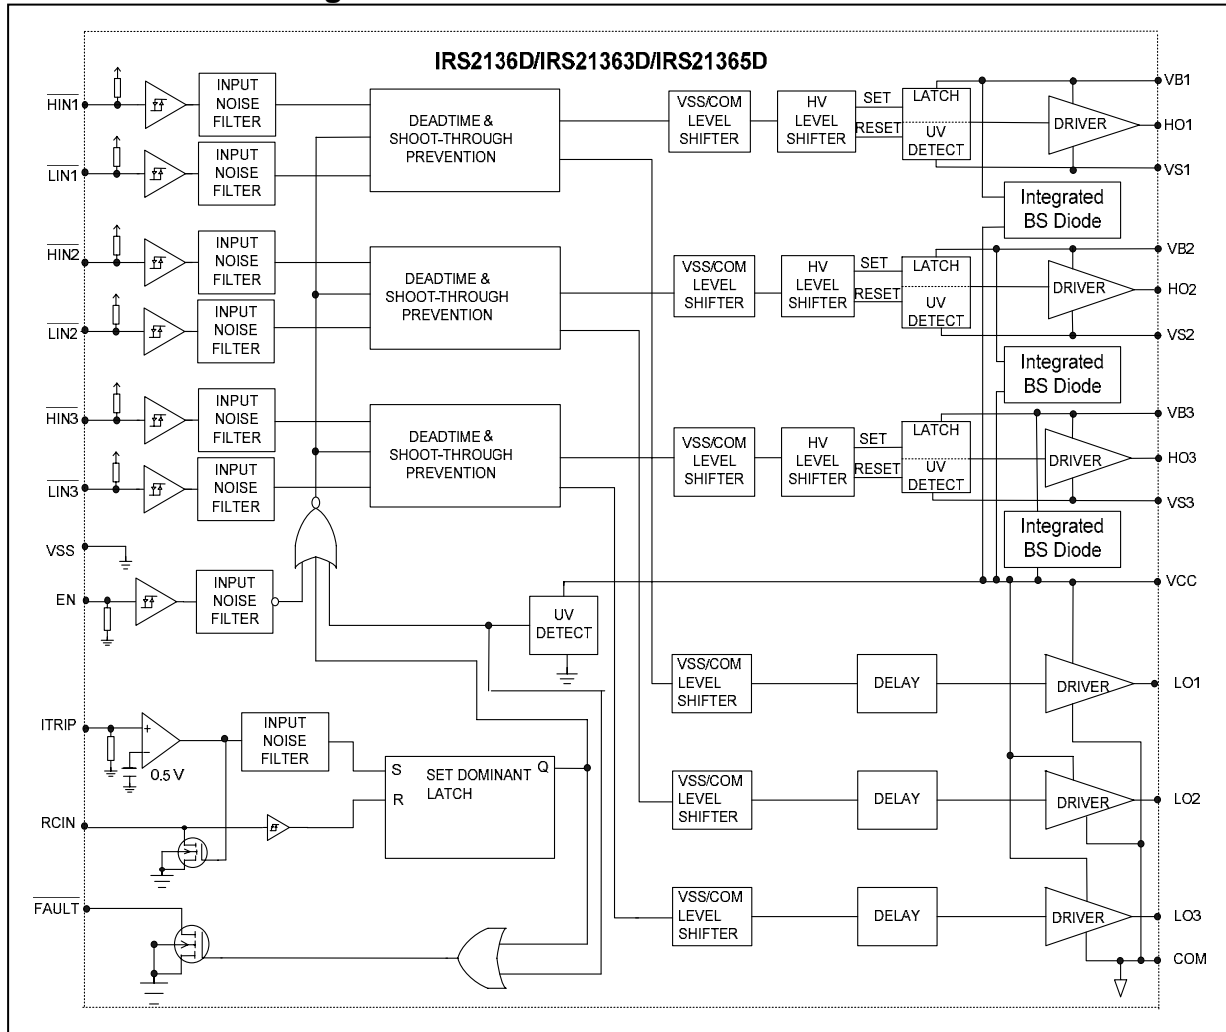 IRS2136D/IRS21363D/IRS21365D
HIN1
INPUT
NOISE
FILTER
LIN1
INPUT
NOISE
FILTER
DEADTIME &
SHOOT-THROUGH
PREVENTION
VSS/COM
LEVEL
SHIFTER
HV
LEVEL
SHIFTER
SET
RESET
LATCH
UV
DETECT
DRIVER
VB1
HO1
VS1
Integrated
BS Diode
HIN2
INPUT
NOISE
FILTER
LIN2
INPUT
NOISE
FILTER
DEADTIME &
SHOOT-THROUGH
PREVENTION
VSS/COM
LEVEL
SHIFTER
HV
LEVEL
SHIFTER
SET
RESET
LATCH
UV
DETECT
DRIVER
VB2
HO2
VS2
Integrated
BS Diode
HIN3
INPUT
NOISE
FILTER
LIN3
INPUT
NOISE
FILTER
DEADTIME &
SHOOT-THROUGH
PREVENTION
VSS/COM
LEVEL
SHIFTER
HV
LEVEL
SHIFTER
SET
RESET
LATCH
UV
DETECT
DRIVER
VB3
HO3
VS3
Integrated
BS Diode
VSS
EN
INPUT
NOISE
FILTER
UV
DETECT
VCC
VSS/COM
LEVEL
SHIFTER
DELAY
DRIVER
LO1
ITRIP
+
−
0.5 V
INPUT
NOISE
FILTER
S
R
Q
SET DOMINANT
LATCH
RCIN
VSS/COM
LEVEL
SHIFTER
DELAY
DRIVER
LO2
FAULT
VSS/COM
LEVEL
SHIFTER
DELAY
DRIVER
LO3
COM